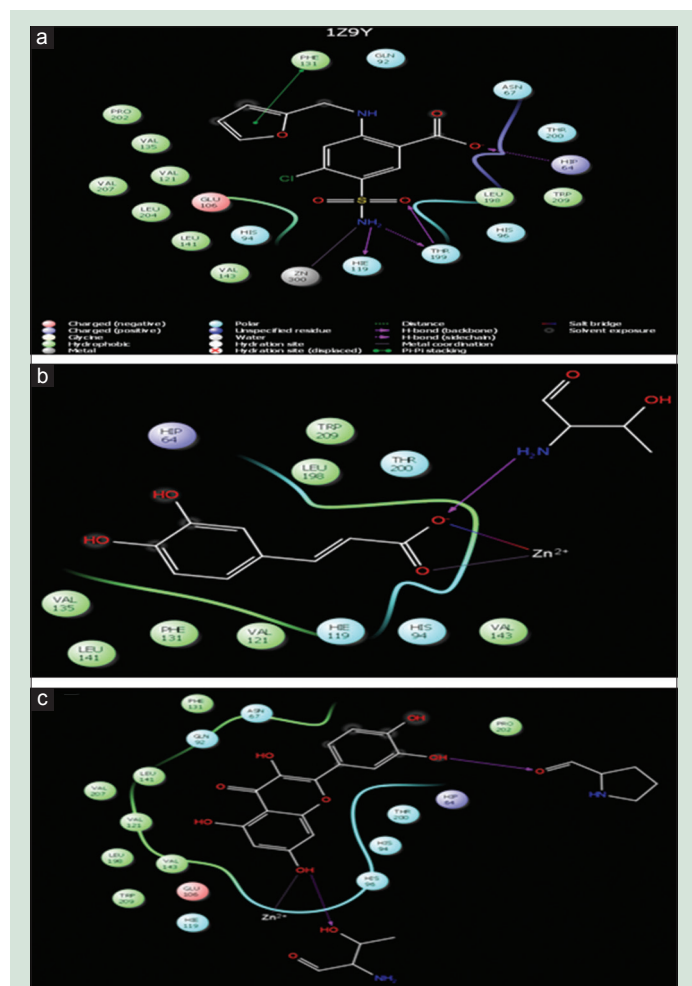 a
1Z9Y
PHE 131
GLN 92
ASN 67
PRO 202
THR 200
VAL 135
NH
O
O
O-
HIP 64
VAL 121
VAL 207
Cl
GLU 106
LEU 198
TRP 209
LEU 204
O
S
O
HIS 94
NH2
HIS 96
LEU 141
THR 199
HIE 119
VAL 143
ZN 300
Charged (negative)
Charged (positive)
Glycine
Hydrophobic
Metal
Polar
Unspecified residue
Water
Hydration site
Hydration site (displaced)
Distance
H-bond (backbone)
H-bond (sidechain)
Metal coordination
Pi-Pi stacking
Salt bridge
Solvent exposure
b
O
OH
HIP 64
TRP 209
LEU 198
THR 200
H2N
HO
HO
O-
O
Zn2+
VAL 135
LEU 141
PHE 131
VAL 121
HIE 119
HIS 94
VAL 143
c
PHE 131
ASN 67
GLN 92
OH
OH
PRO 202
HO
O
O
O
HN
LEU 141
VAL 207
VAL 121
HO
HIP 64
THR 200
HIS 94
VAL 143
TRP 209
GLU 106
OH
HIS 96
HIE 119
Zn2+
HO
O
NH2